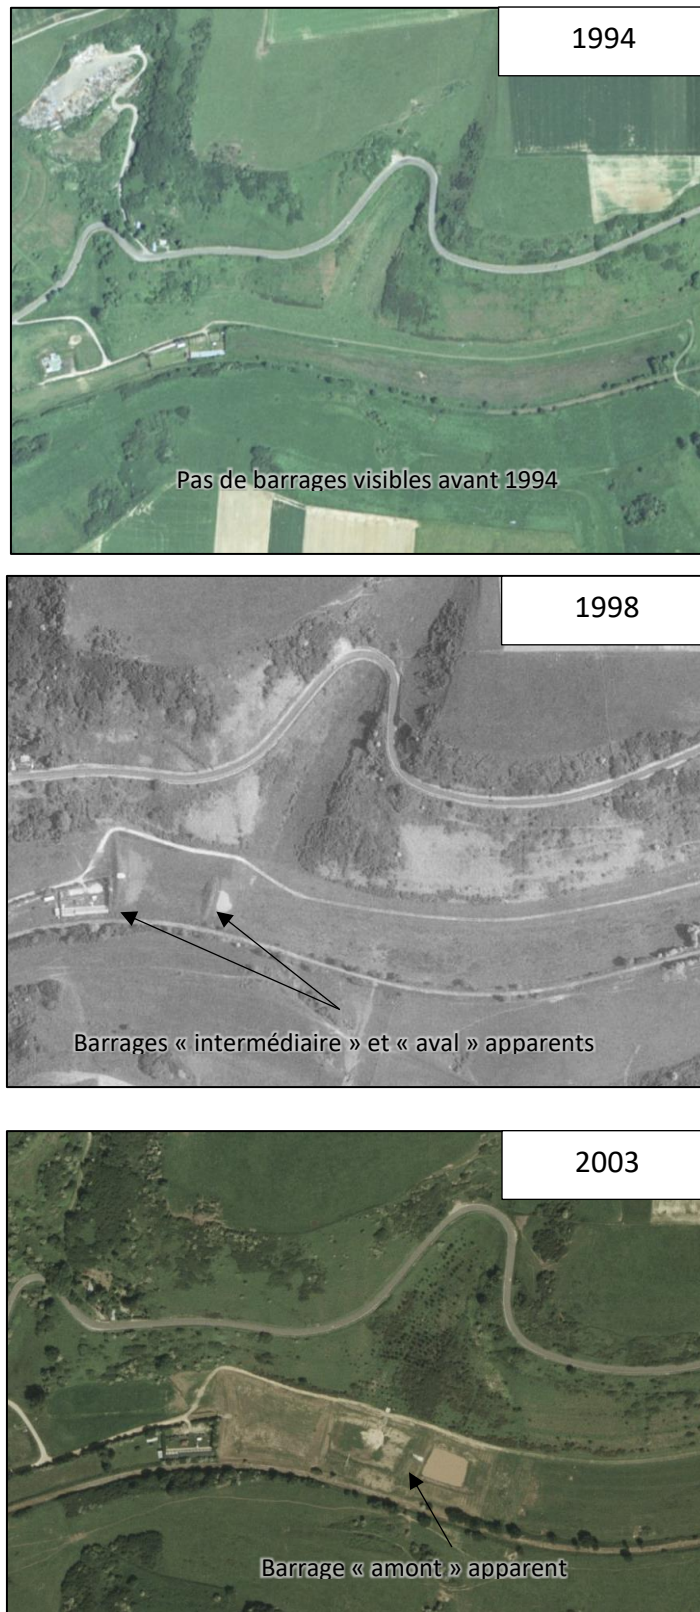 1994
Pas de barrages visibles avant 1994
1998
Barrages « intermédiaire » et « aval » apparents
2003
Barrage « amont » apparent